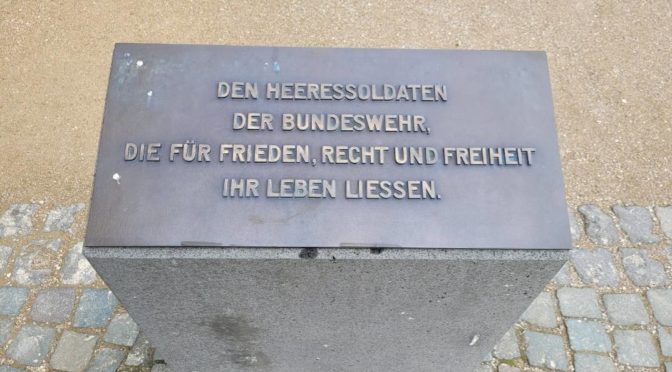 DEN HEERESSOLDATEN
DER BUNDESWEHR,
DIE FÜR FRIEDEN, RECHT UND FREIHEIT
IHR LEBEN LIESSEN.